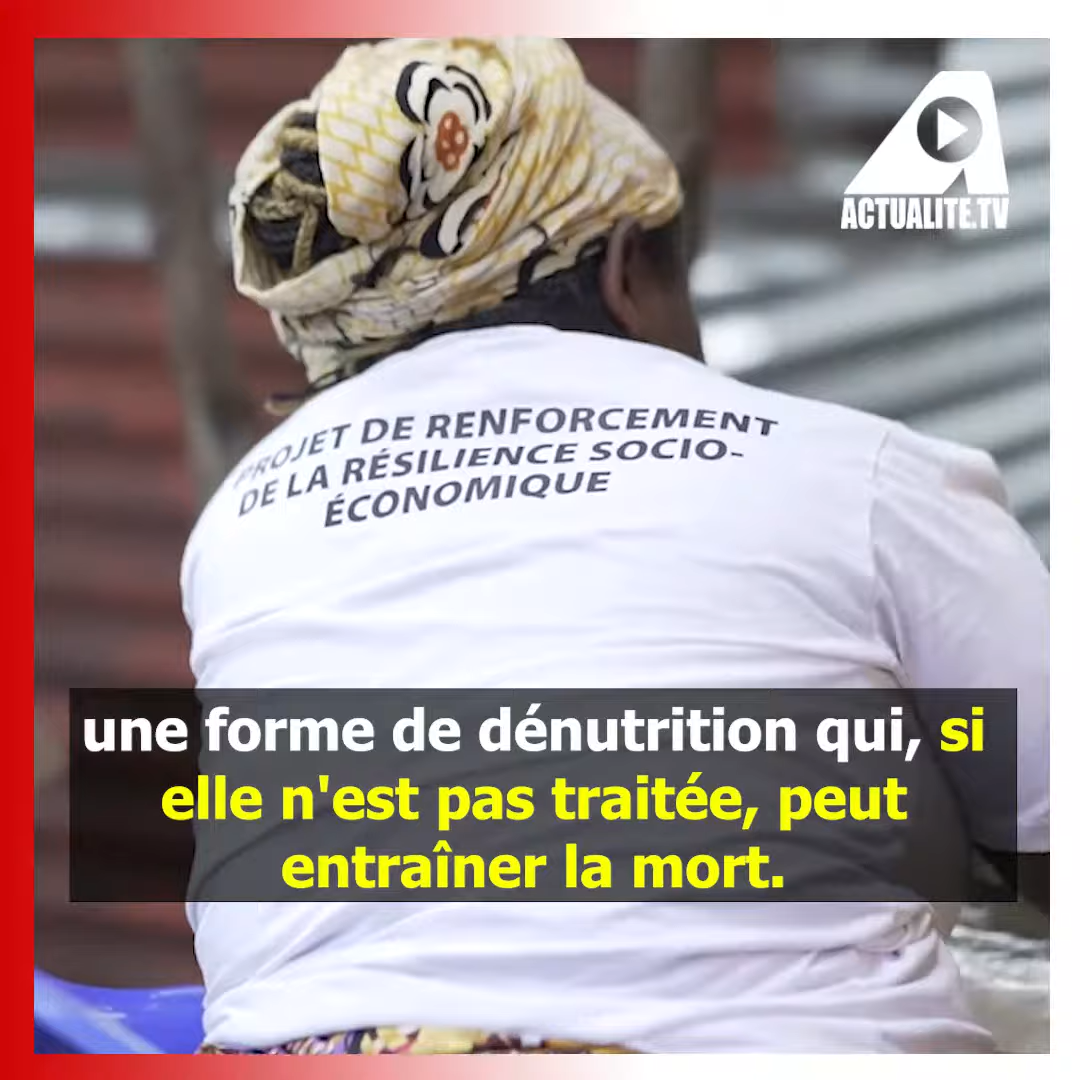 ACTUALITE.TV
PROJET DE RENFORCEMENT
DE LA RÉSILIENCE SOCIO-
ÉCONOMIQUE
une forme de dénutrition qui, si
elle n'est pas traitée, peut
entraîner la mort.